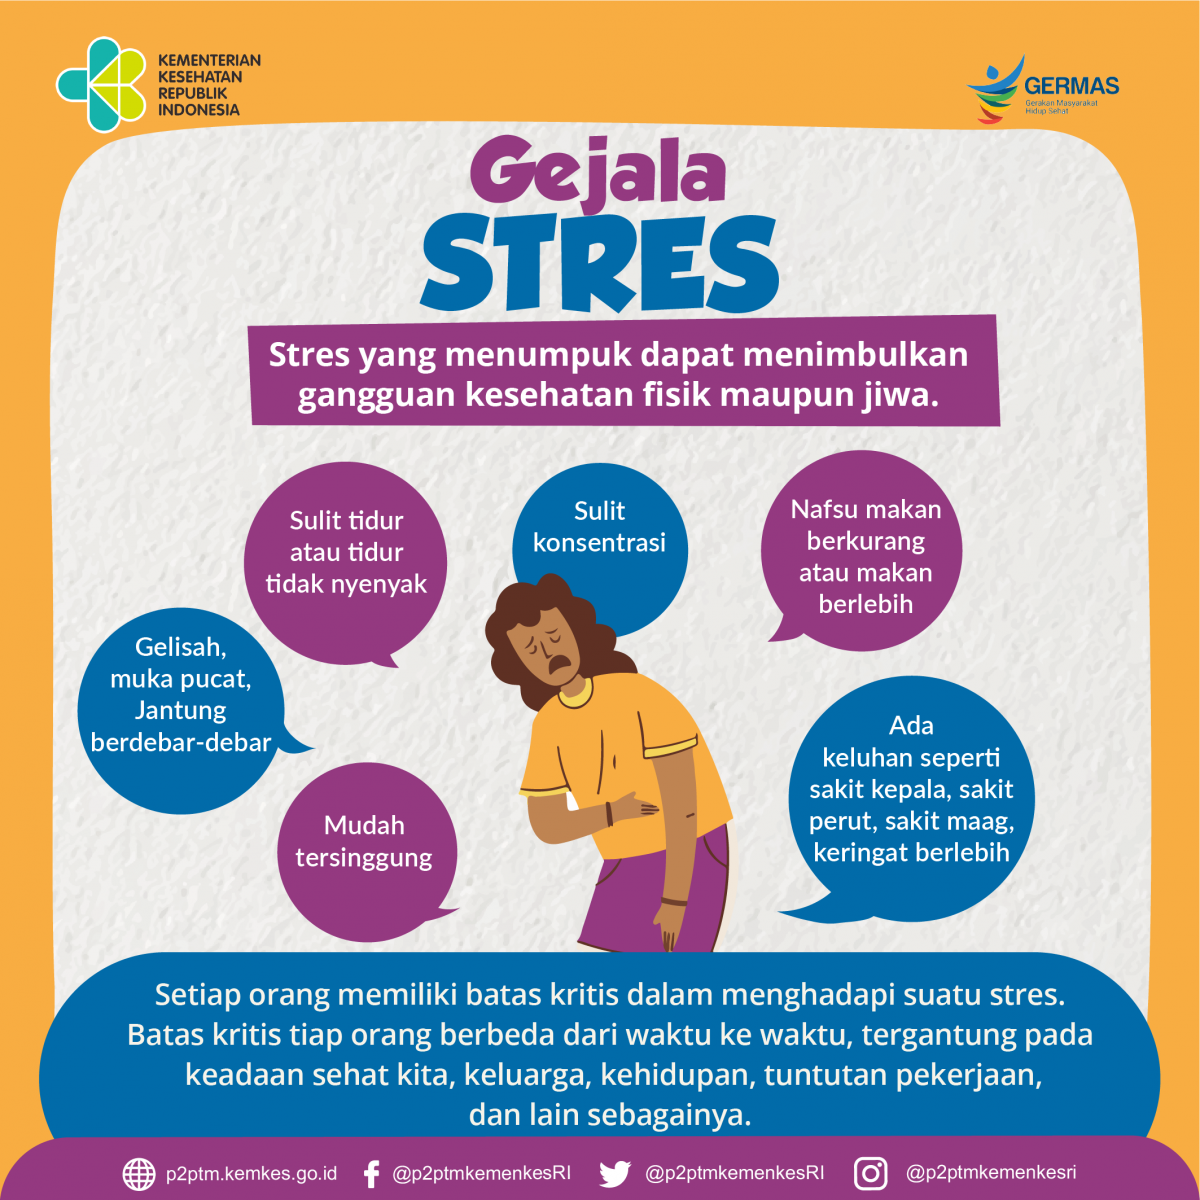 KEMENTERIAN
KESEHATAN
REPUBLIK
INDONESIA
GERMAS
Gerakan Masyarakat
Hidup Sehat
Gejala
STRES
Stres yang menumpuk dapat menimbulkan
gangguan kesehatan fisik maupun jiwa.
Sulit tidur
atau tidur
tidak nyenyak
Sulit
konsentrasi
Nafsu makan
berkurang
atau makan
berlebih
Gelisah,
muka pucat,
Jantung
berdebar-debar
Mudah
tersinggung
Ada
keluhan seperti
sakit kepala, sakit
perut, sakit maag,
keringat berlebih
Setiap orang memiliki batas kritis dalam menghadapi suatu stres.
Batas kritis tiap orang berbeda dari waktu ke waktu, tergantung pada
keadaan sehat kita, keluarga, kehidupan, tuntutan pekerjaan,
dan lain sebagainya.
p2ptm.kemkes.go.id @p2ptmkemenkesRI @p2ptmkemenkesRI @p2ptmkemenkesri